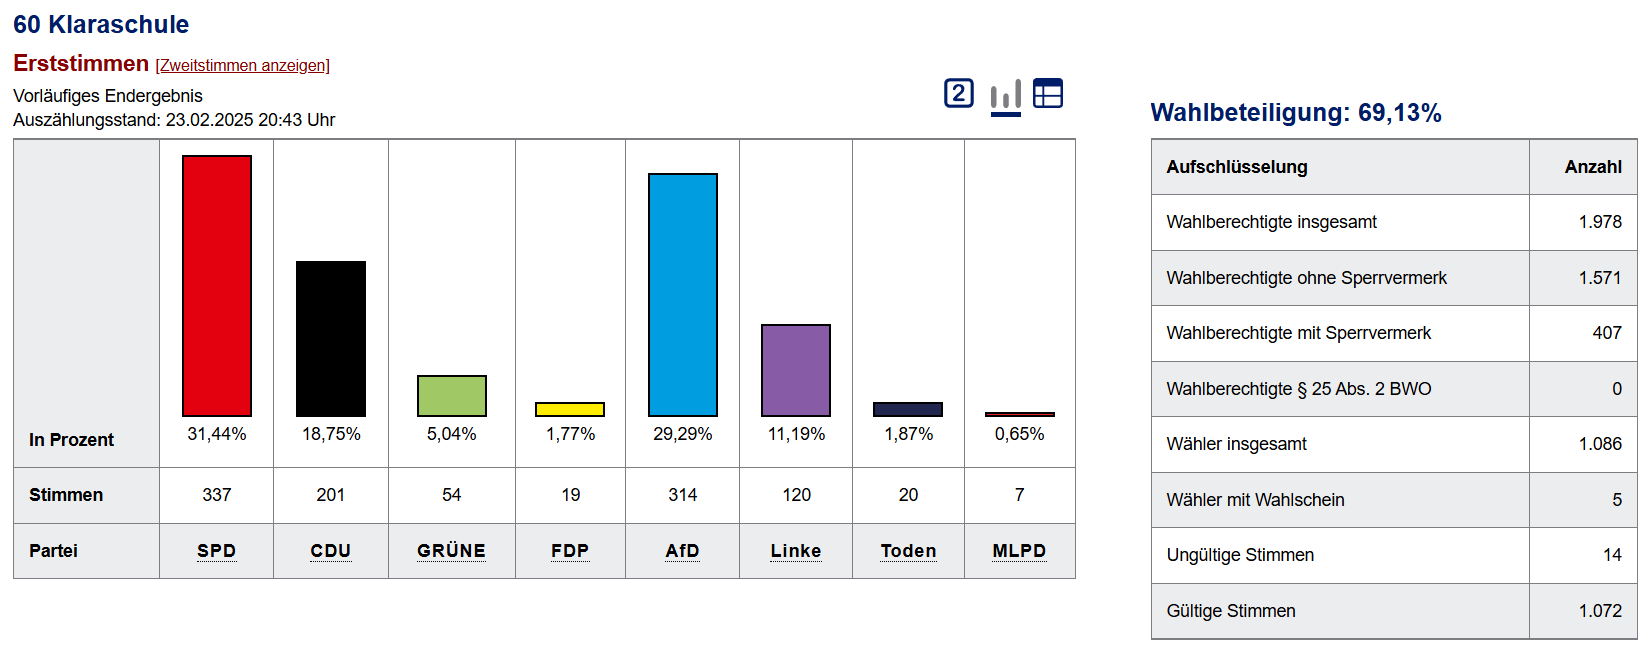 60 Klaraschule
Erststimmen [Zweitstimmen anzeigen]
Vorläufiges Endergebnis
Auszählungsstand: 23.02.2025 20:43 Uhr
2
In Prozent 31,44% 18,75% 5,04% 1,77% 29,29% 11,19% 1,87% 0,65%
Stimmen 337 201 54 19 314 120 20 7
Partei SPD CDU GRÜNE FDP AfD Linke Toden MLPD
Wahlbeteiligung: 69,13%
Aufschlüsselung Anzahl
Wahlberechtigte insgesamt 1.978
Wahlberechtigte ohne Sperrvermerk 1.571
Wahlberechtigte mit Sperrvermerk 407
Wahlberechtigte § 25 Abs. 2 BWO 0
Wähler insgesamt 1.086
Wähler mit Wahlschein 5
Ungültige Stimmen 14
Gültige Stimmen 1.072